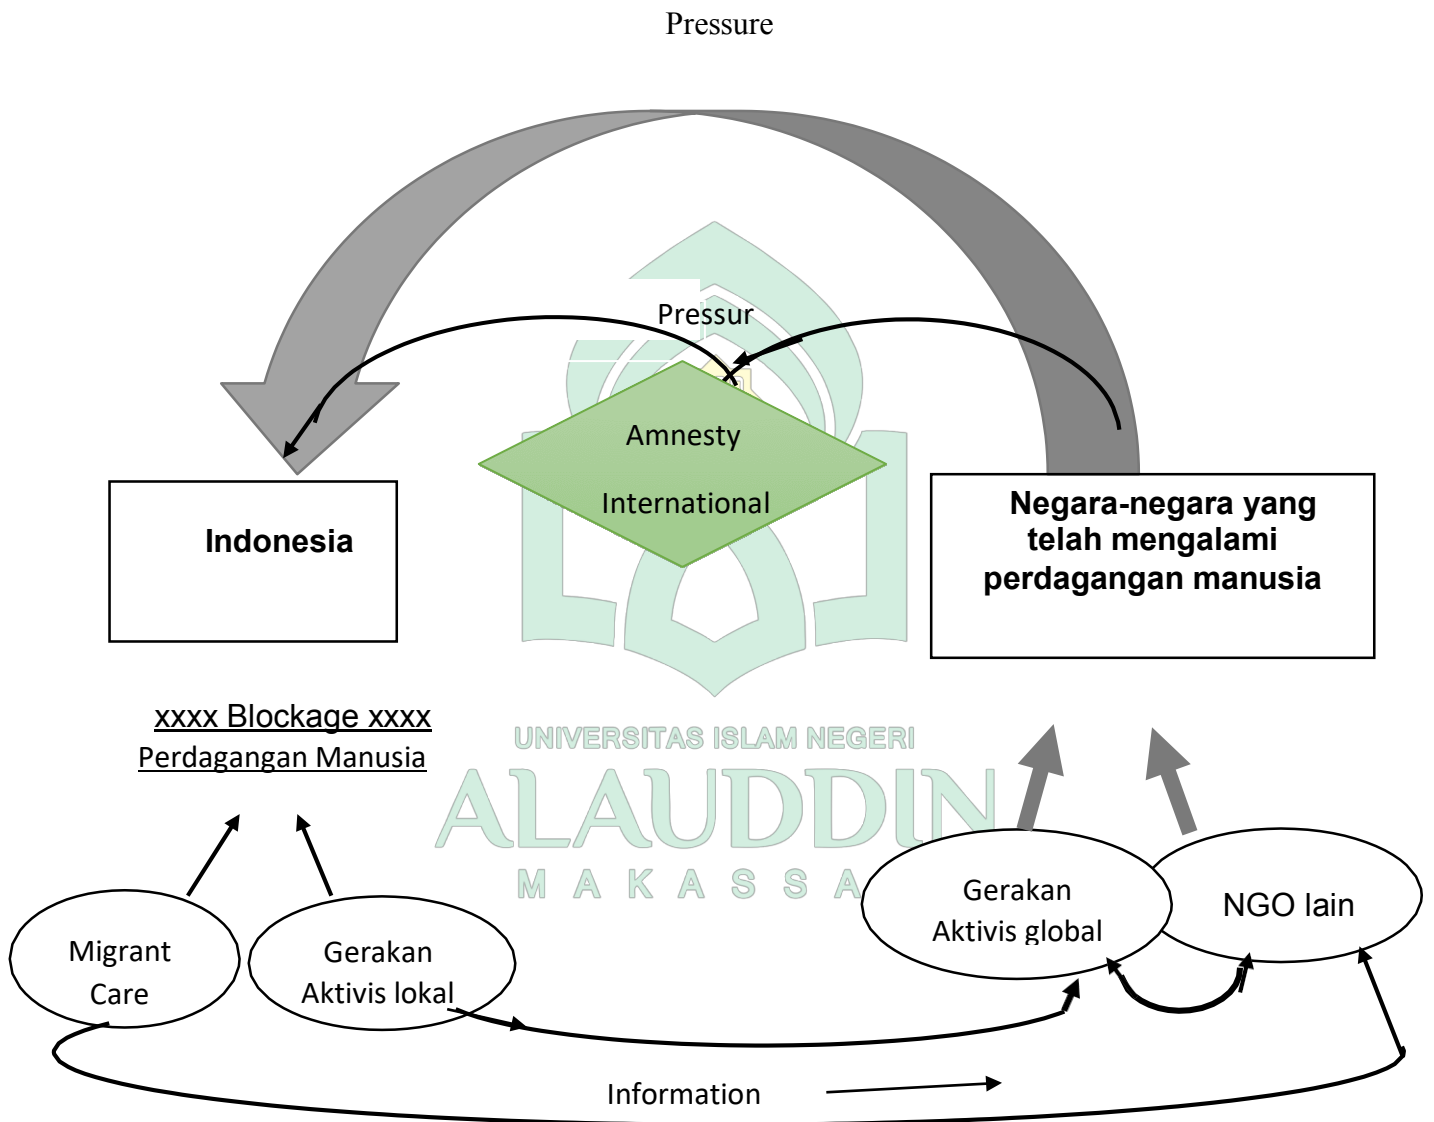 Pressure
Pressur
Amnesty
International
Indonesia
Negara-negara yang
telah mengalami
perdagangan manusia
xxxx Blockage xxxx
Perdagangan Manusia
UNIVERSITAS ISLAM NEGERI
ALAUDDIN
MAKASSA
Migrant
Care
Gerakan
Aktivis lokal
Gerakan
Aktivis global
NGO lain
Information